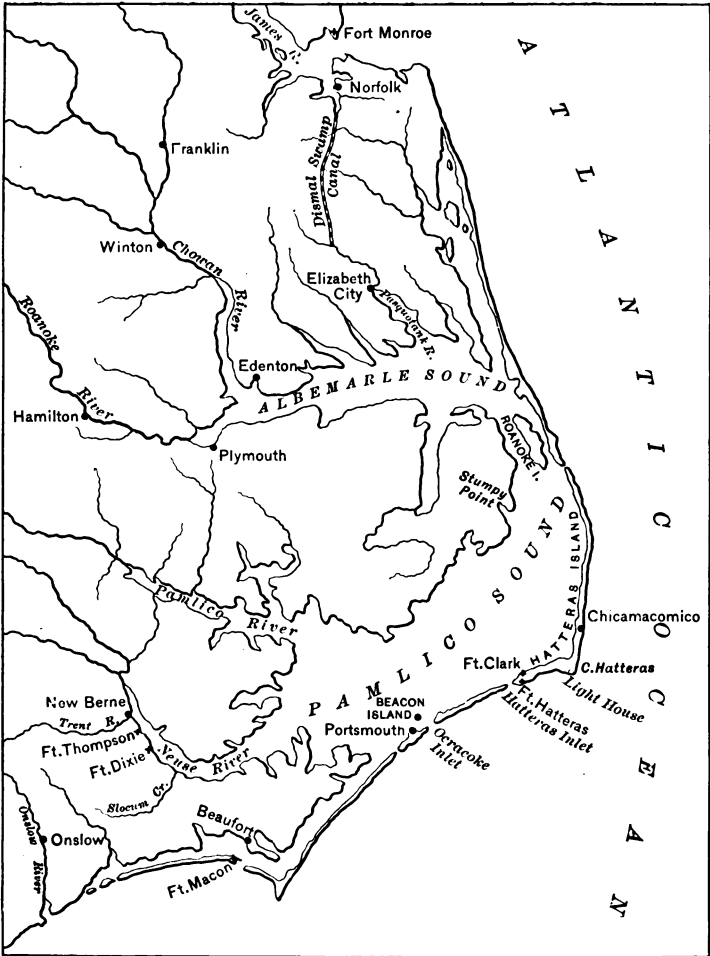 James R.
Fort Monroe
Norfolk
ATLANTIC OCEAN
Franklin
Dismal Swamp
Canal
Winton
Chowan
River
Elizabeth
City
Pasquotank R.
Roanoke
River
Edenton
ALBEMARLE SOUND
Hamilton
Plymouth
ROANOKE I.
Stumpy
Point
Pamlico
River
PAMLICO SOUND
HATTERAS ISLAND
Chicamacomico
Ft.Clark
C.Hatteras
Light House
Ft.Hatteras
Hatteras Inlet
BEACON
ISLAND
Portsmouth
Ocracoke
Inlet
New Berne
Trent R.
Ft.Thompson
Neuse River
Ft.Dixie
Slocum Cr.
Beaufort
Onslow
River
Onslow
Ft.Macon